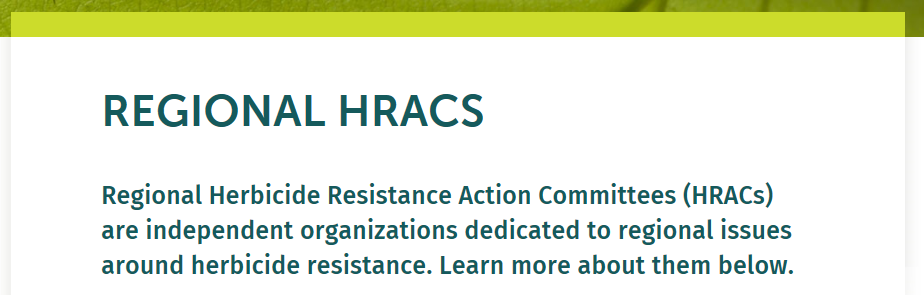 REGIONAL HRACS
Regional Herbicide Resistance Action Committees (HRACs)
are independent organizations dedicated to regional issues
around herbicide resistance. Learn more about them below.